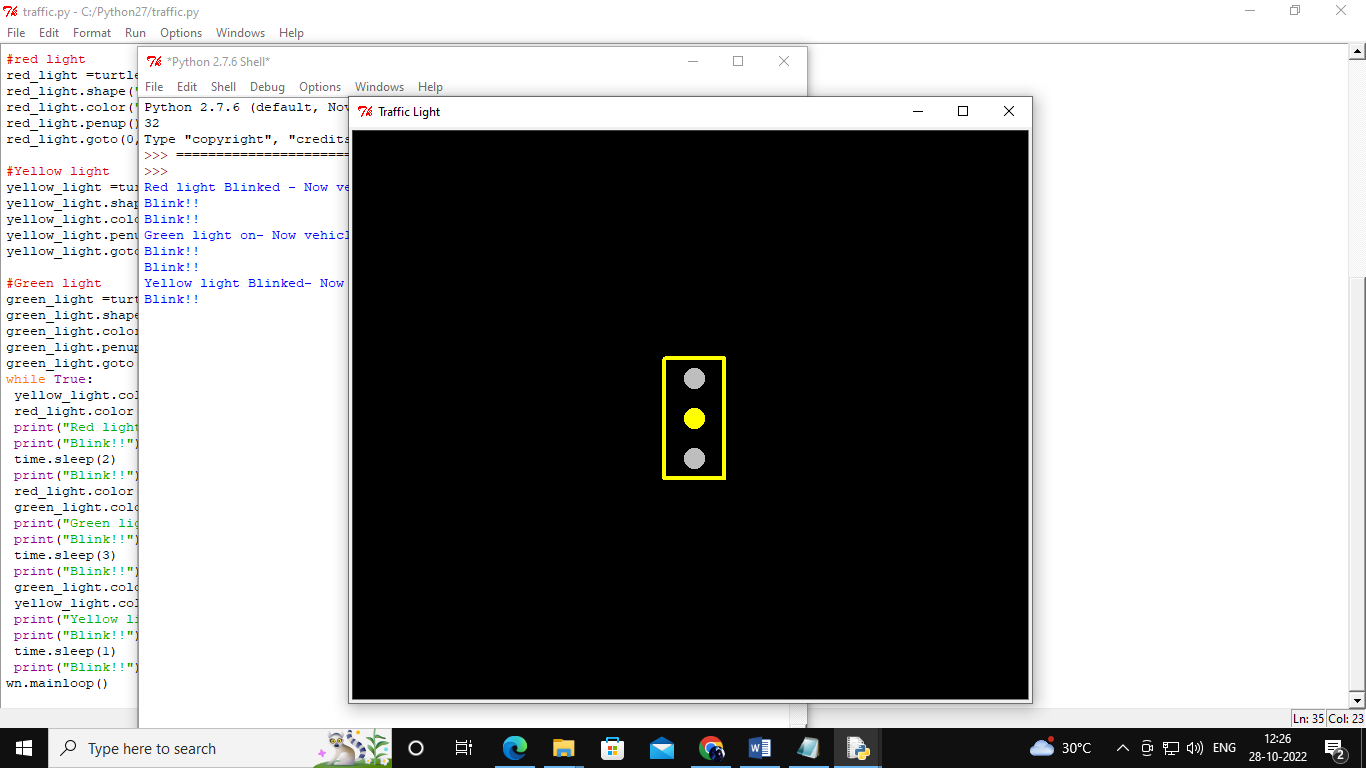 traffic.py - C:/Python27/traffic.py
File Edit Format Run Options Windows Help
#red light
red_light =turtle
red_light.shape("
red_light.color("
red_light.penup()
red_light.goto(0,
#Yellow light
yellow_light =tur
yellow_light.shap
yellow_light.colo
yellow_light.penu
yellow_light.goto
#Green light
green_light =turt
green_light.shape
green_light.color
green_light.penup
green_light.goto
while True:
yellow_light.col
red_light.color
print("Red light
print("Blink!!")
time.sleep(2)
print("Blink!!")
red_light.color
green_light.colo
print("Green lig
print("Blink!!")
time.sleep(3)
print("Blink!!")
green_light.colo
yellow_light.col
print("Yellow li
print("Blink!!")
time.sleep(1)
print("Blink!!")
wn.mainloop()
*Python 2.7.6 Shell*
File Edit Shell Debug Options Windows Help
Python 2.7.6 (default, Nov
32
Type "copyright", "credits
>>> ======================
>>>
Red light Blinked - Now ve
Blink!!
Blink!!
Green light on- Now vehicl
Blink!!
Blink!!
Yellow light Blinked- Now
Blink!!
Traffic Light
Ln: 35 Col: 23
Type here to search
30°C
ENG
12:26
28-10-2022
2